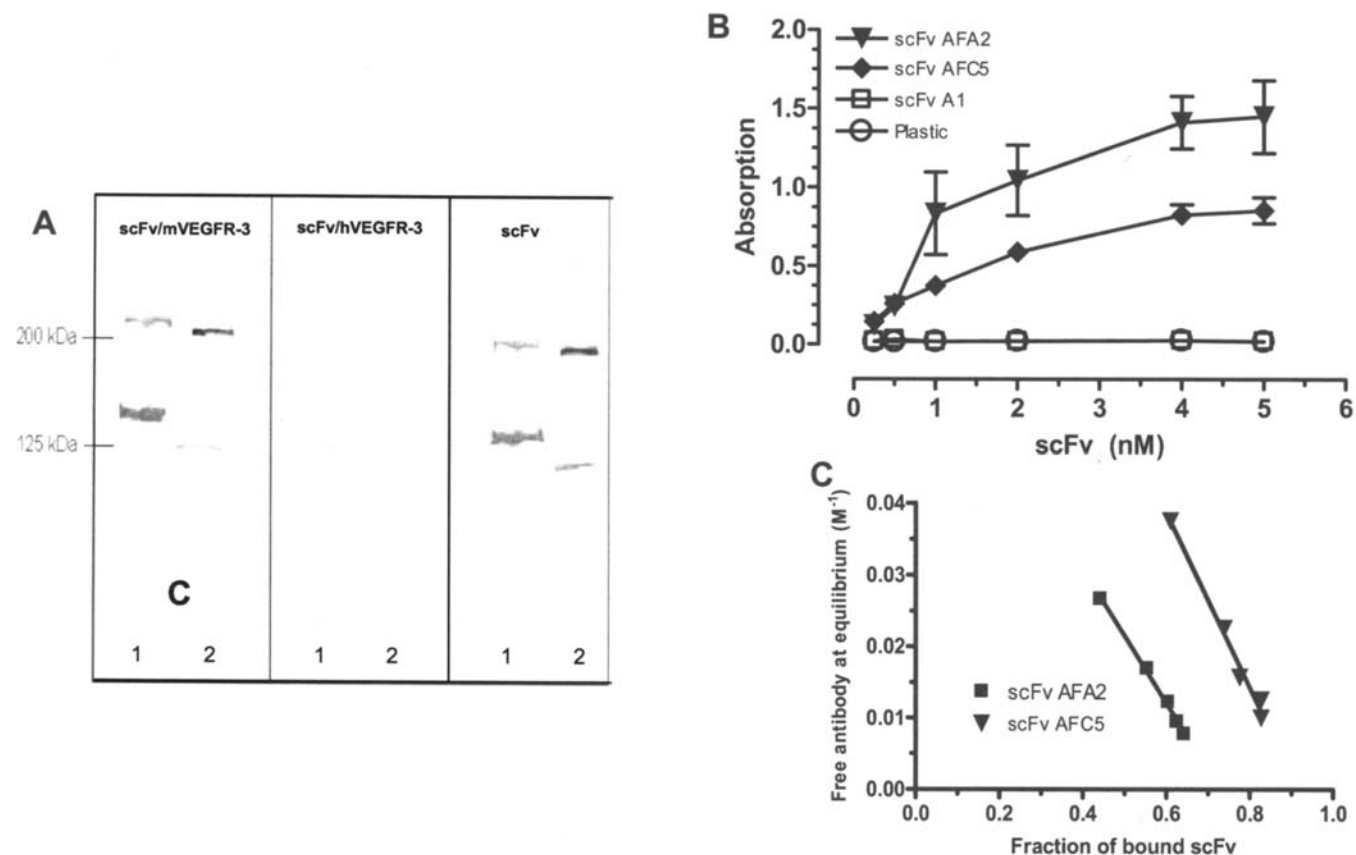 A
scFv/mVEGFR-3
scFv/hVEGFR-3
scFv
200 kDa
125 kDa
C
1
2
1
2
1
2
B
scFv AFA2
scFv AFC5
scFv A1
Plastic
Absorption
2.0
1.5
1.0
0.5
0.0
0
1
2
3
4
5
6
scFv (nM)
C
Free antibody at equilibrium (M⁻¹)
0.04
0.03
0.02
0.01
0.00
scFv AFA2
scFv AFC5
0.0
0.2
0.4
0.6
0.8
1.0
Fraction of bound scFv